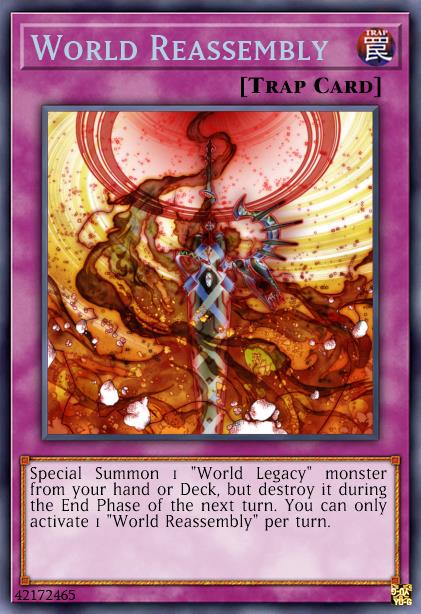 World Reassembly
TRAP
罠
[Trap Card]
Special Summon 1 "World Legacy" monster
from your hand or Deck, but destroy it during
the End Phase of the next turn. You can only
activate 1 "World Reassembly" per turn.
42172465